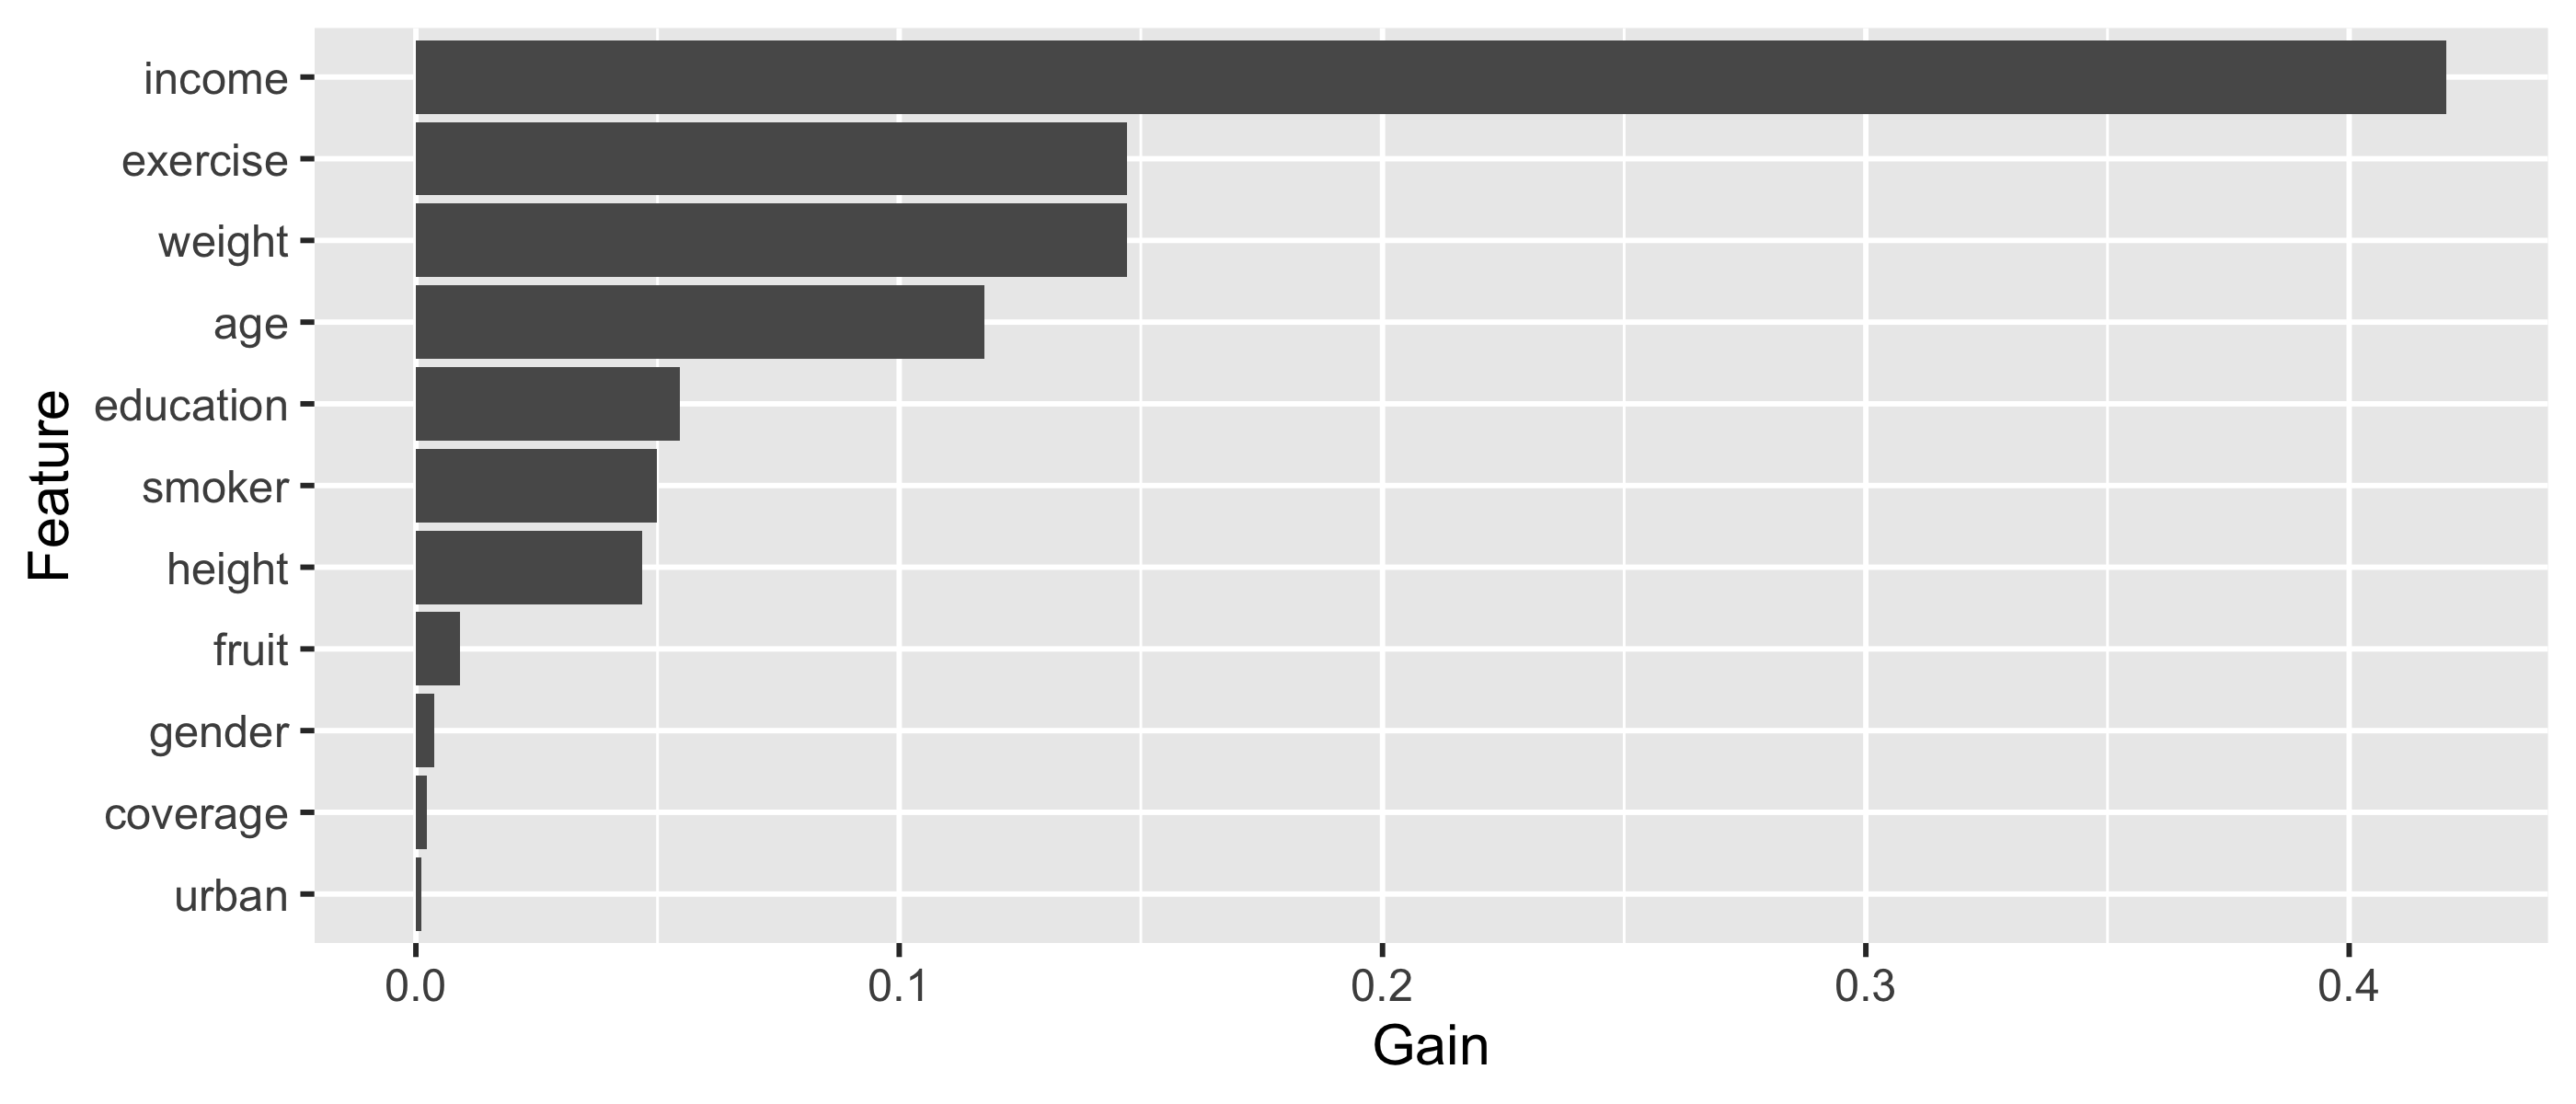 income
exercise
weight
age
education
smoker
height
fruit
gender
coverage
urban
Feature
0.0 0.1 0.2 0.3 0.4
Gain